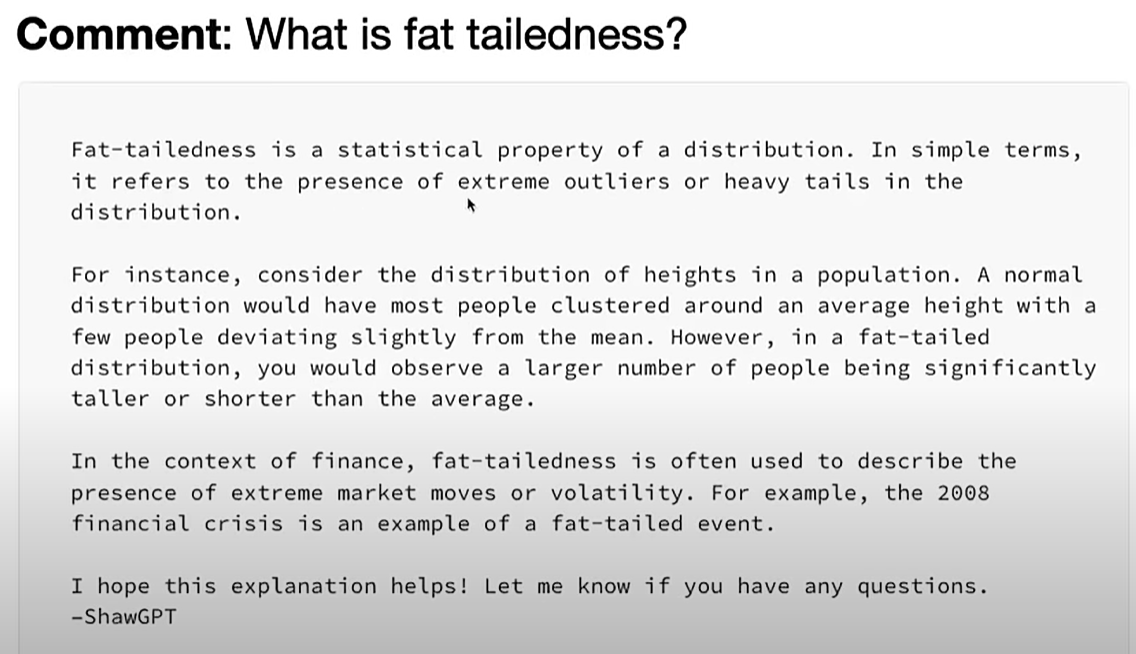 Comment: What is fat tailedness?
Fat-tailedness is a statistical property of a distribution. In simple terms,
it refers to the presence of extreme outliers or heavy tails in the
distribution.
For instance, consider the distribution of heights in a population. A normal
distribution would have most people clustered around an average height with a
few people deviating slightly from the mean. However, in a fat-tailed
distribution, you would observe a larger number of people being significantly
taller or shorter than the average.
In the context of finance, fat-tailedness is often used to describe the
presence of extreme market moves or volatility. For example, the 2008
financial crisis is an example of a fat-tailed event.
I hope this explanation helps! Let me know if you have any questions.
-ShawGPT